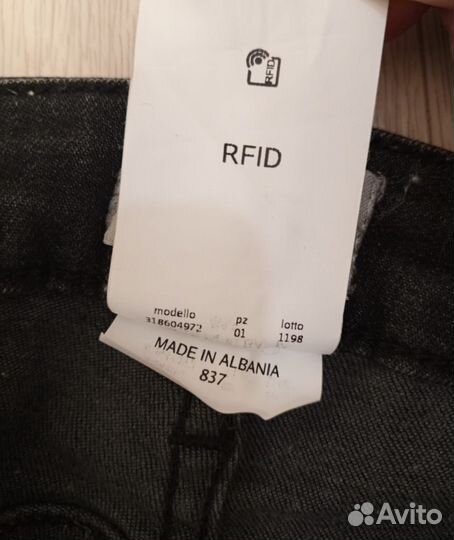 RFID
RFID
modello pz lotto
318604972 01 1198
MADE IN ALBANIA
837
Avito